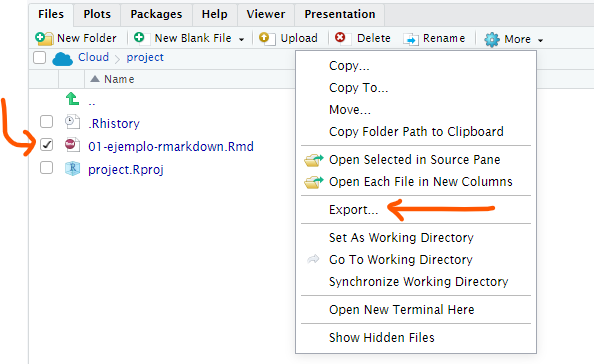 Files Plots Packages Help Viewer Presentation
New Folder New Blank File Upload Delete Rename More
Cloud project
Name
..
.Rhistory
01-ejemplo-rmarkdown.Rmd
project.Rproj
Copy...
Copy To...
Move...
Copy Folder Path to Clipboard
Open Selected in Source Pane
Open Each File in New Columns
Export...
Set As Working Directory
Go To Working Directory
Synchronize Working Directory
Open New Terminal Here
Show Hidden Files